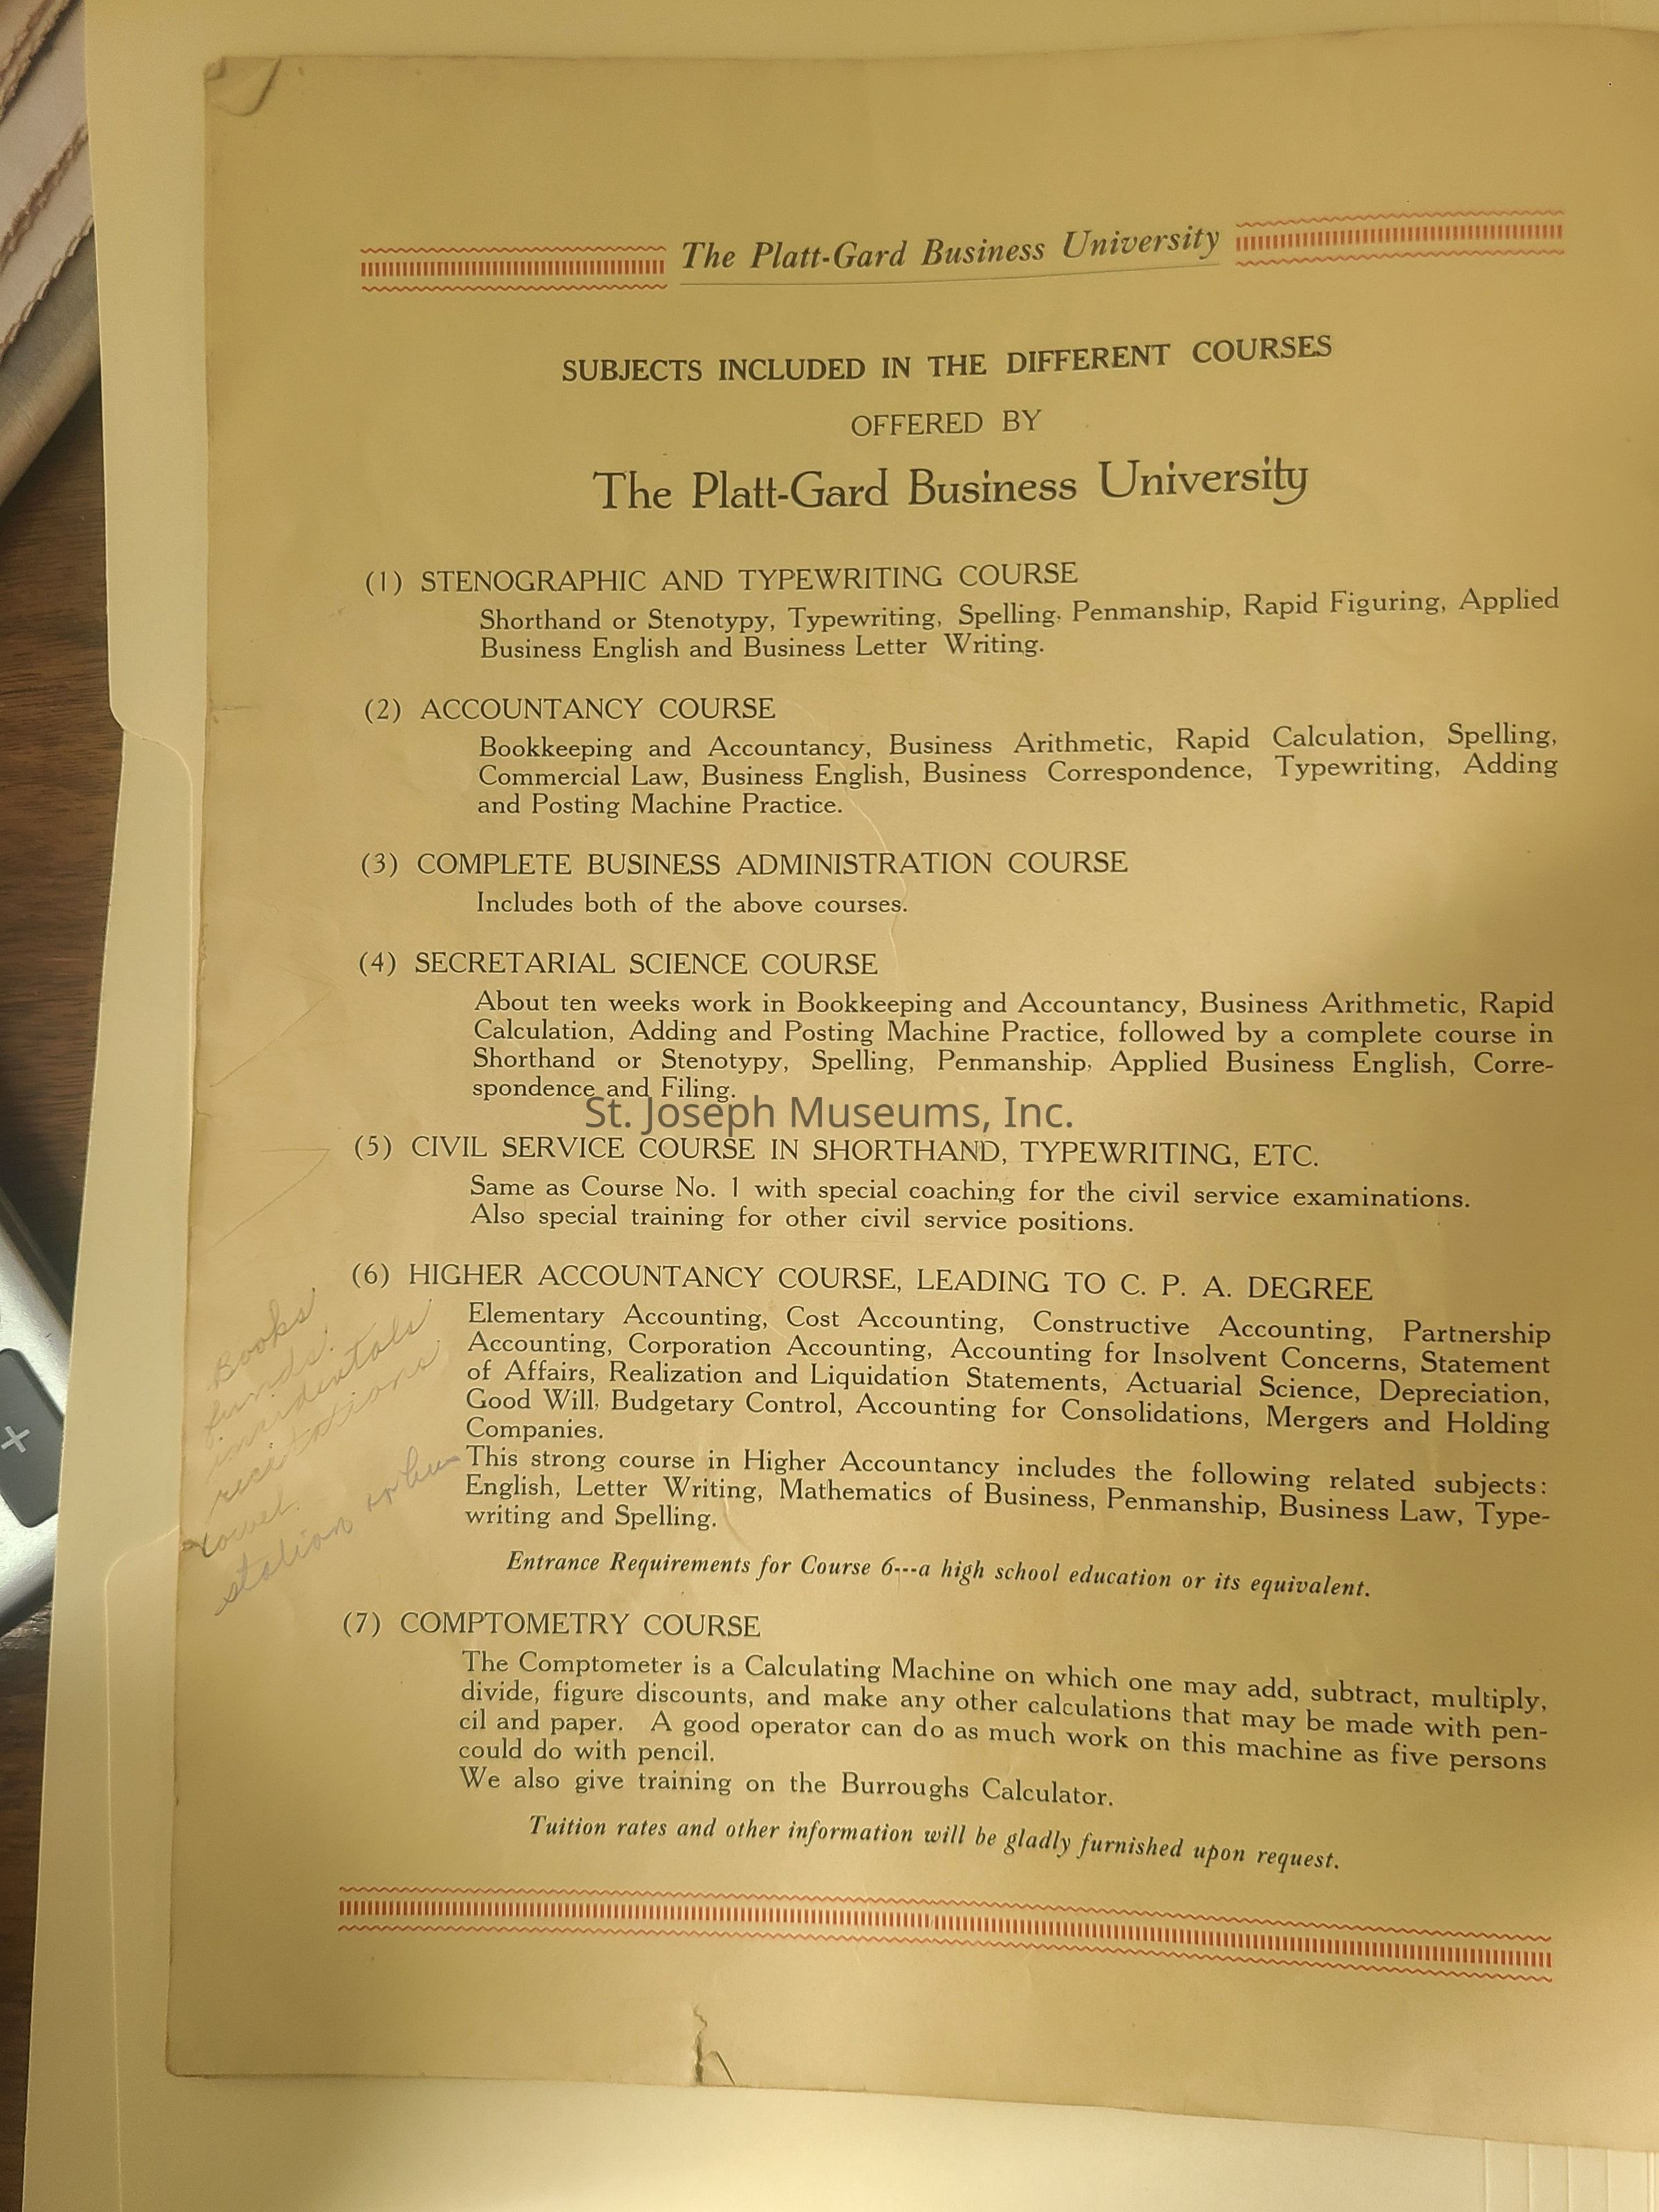 The Platt-Gard Business University
SUBJECTS INCLUDED IN THE DIFFERENT COURSES
OFFERED BY
The Platt-Gard Business University
(1) STENOGRAPHIC AND TYPEWRITING COURSE
Shorthand or Stenotypy, Typewriting, Spelling, Penmanship, Rapid Figuring, Applied
Business English and Business Letter Writing.
(2) ACCOUNTANCY COURSE
Bookkeeping and Accountancy, Business Arithmetic, Rapid Calculation, Spelling,
Commercial Law, Business English, Business Correspondence, Typewriting, Adding
and Posting Machine Practice.
(3) COMPLETE BUSINESS ADMINISTRATION COURSE
Includes both of the above courses.
(4) SECRETARIAL SCIENCE COURSE
About ten weeks work in Bookkeeping and Accountancy, Business Arithmetic, Rapid
Calculation, Adding and Posting Machine Practice, followed by a complete course in
Shorthand or Stenotypy, Spelling, Penmanship, Applied Business English, Corre-
spondence and Filing.
St. Joseph Museums, Inc.
(5) CIVIL SERVICE COURSE IN SHORTHAND, TYPEWRITING, ETC.
Same as Course No. 1 with special coaching for the civil service examinations.
Also special training for other civil service positions.
(6) HIGHER ACCOUNTANCY COURSE, LEADING TO C. P. A. DEGREE
Elementary Accounting, Cost Accounting, Constructive Accounting, Partnership
Accounting, Corporation Accounting, Accounting for Insolvent Concerns, Statement
of Affairs, Realization and Liquidation Statements, Actuarial Science, Depreciation,
Good Will, Budgetary Control, Accounting for Consolidations, Mergers and Holding
Companies.
This strong course in Higher Accountancy includes the following related subjects:
English, Letter Writing, Mathematics of Business, Penmanship, Business Law, Type-
writing and Spelling.
Entrance Requirements for Course 6---a high school education or its equivalent.
Books
funds.
incidentals
recitations
towel.
station
(7) COMPTOMETRY COURSE
The Comptometer is a Calculating Machine on which one may add, subtract, multiply,
divide, figure discounts, and make any other calculations that may be made with pen-
cil and paper. A good operator can do as much work on this machine as five persons
could do with pencil.
We also give training on the Burroughs Calculator.
Tuition rates and other information will be gladly furnished upon request.